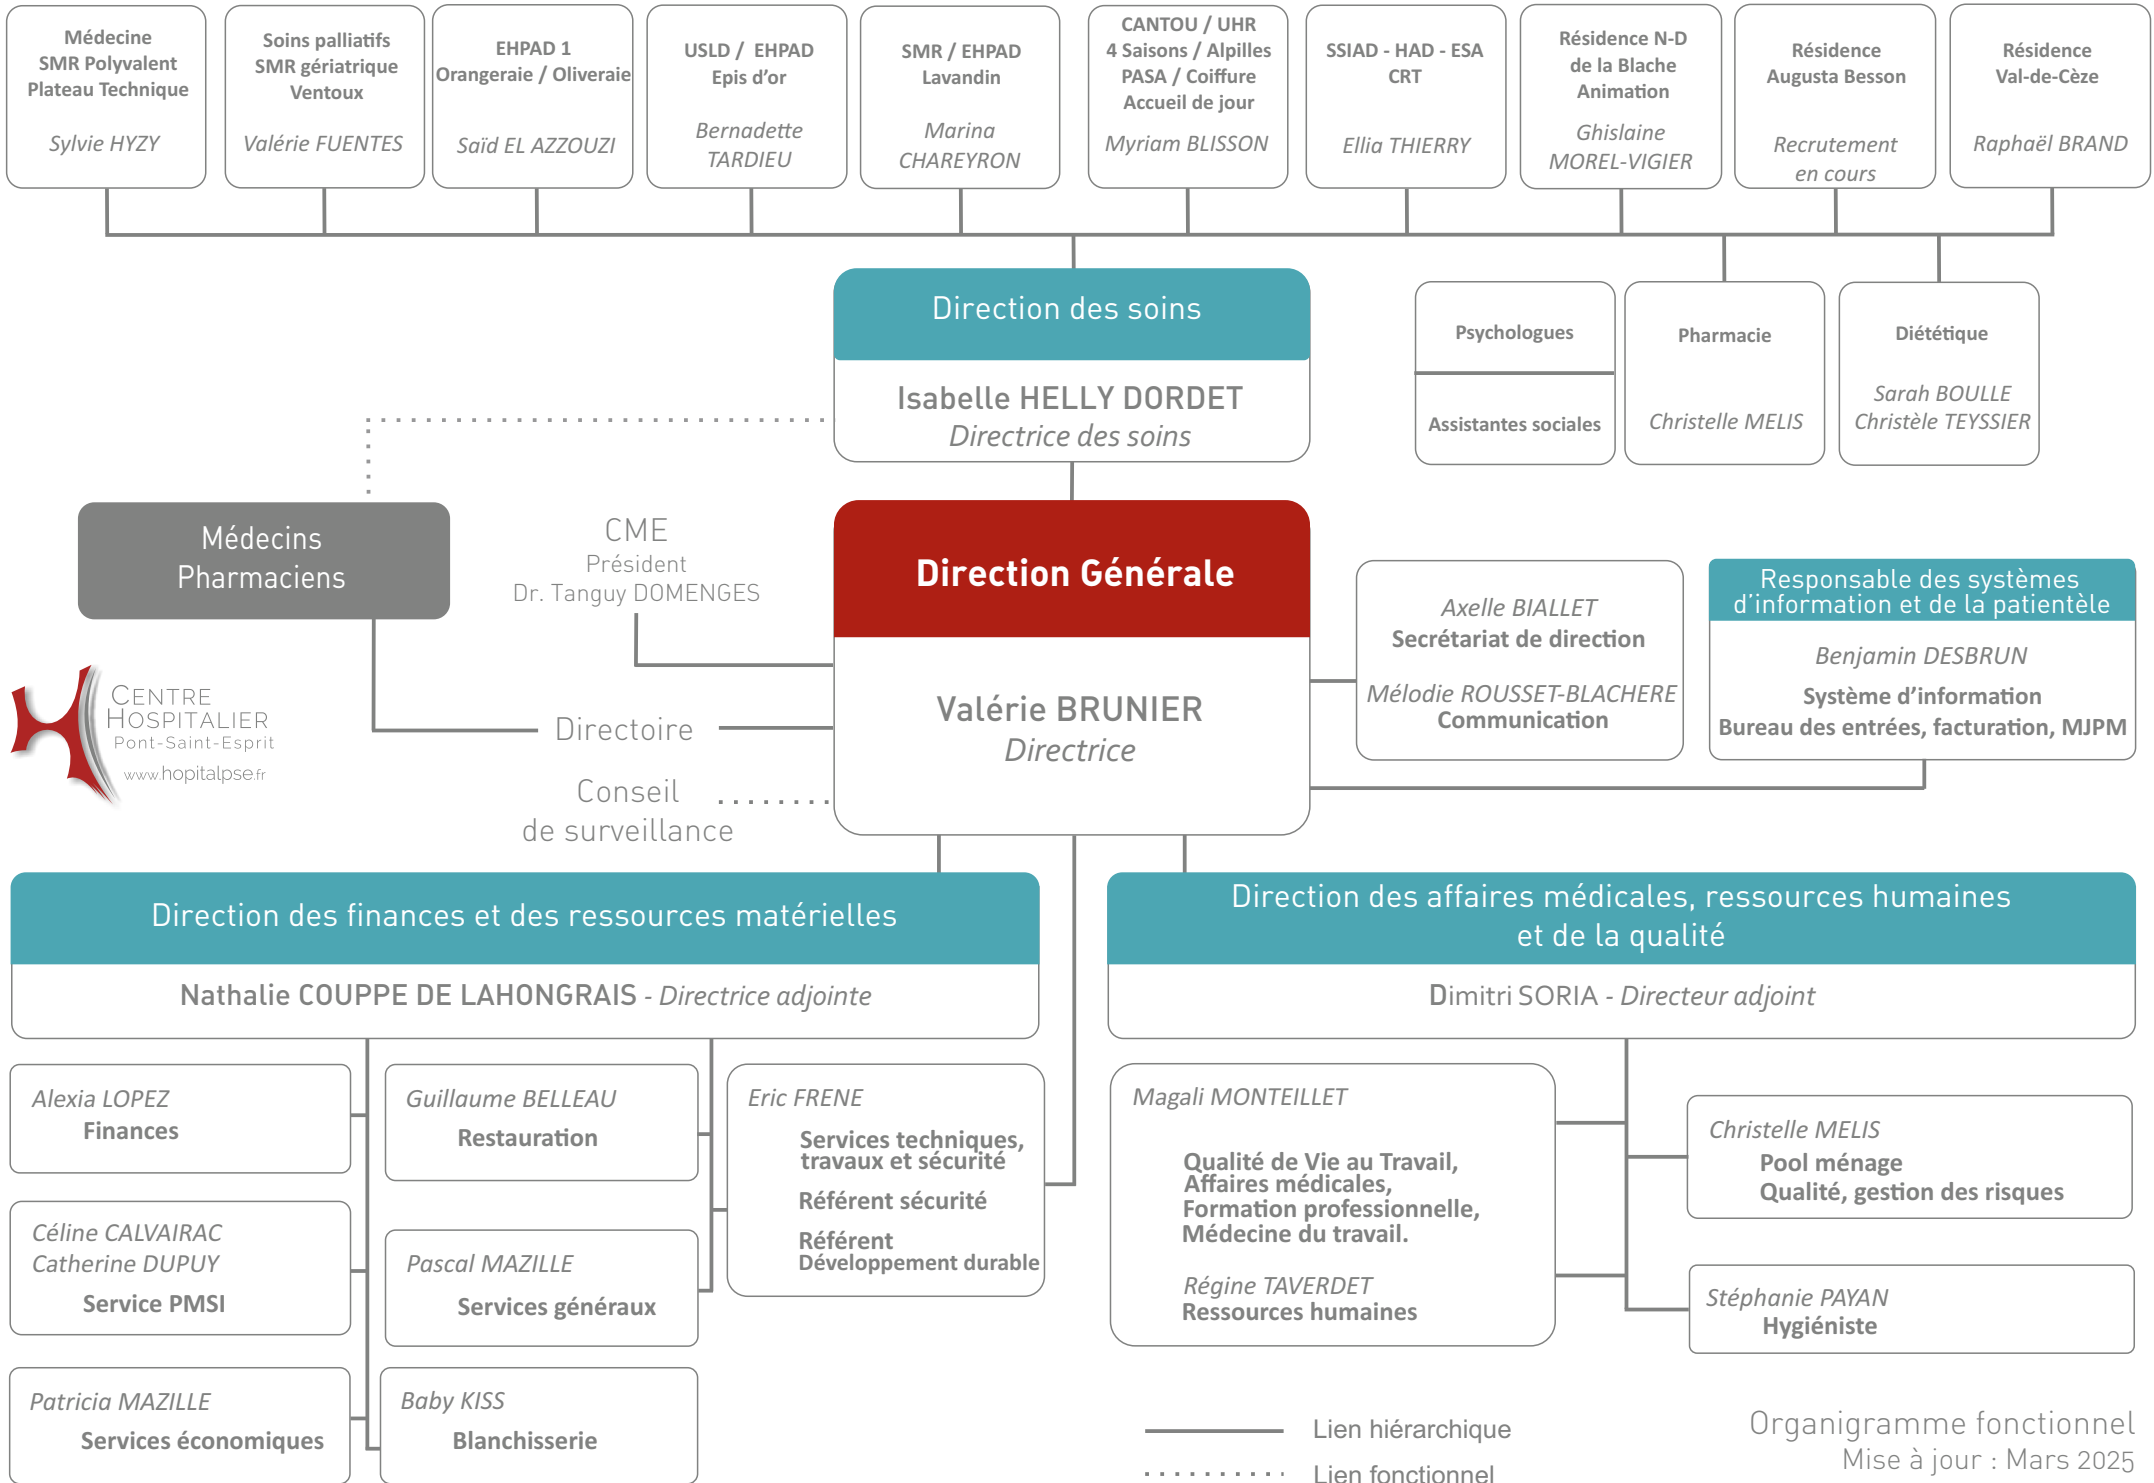 Médecine
SMR Polyvalent
Plateau Technique
Sylvie HYZY
Soins palliatifs
SMR gériatrique
Ventoux
Valérie FUENTES
EHPAD 1
Orangeraie / Oliveraie
Saïd EL AZZOUZI
USLD / EHPAD
Epis d'or
Bernadette
TARDIEU
SMR / EHPAD
Lavandin
Marina
CHAREYRON
CANTOU / UHR
4 Saisons / Alpilles
PASA / Coiffure
Accueil de jour
Myriam BLISSON
SSIAD - HAD - ESA
CRT
Ellia THIERRY
Résidence N-D
de la Blache
Animation
Ghislaine
MOREL-VIGIER
Résidence
Augusta Besson
Recrutement
en cours
Résidence
Val-de-Cèze
Raphaël BRAND
Direction des soins
Isabelle HELLY DORDET
Directrice des soins
Psychologues
Assistantes sociales
Pharmacie
Christelle MELIS
Diététique
Sarah BOULLE
Christèle TEYSSIER
Médecins
Pharmaciens
CME
Président
Dr. Tanguy DOMENGES
Direction Générale
Valérie BRUNIER
Directrice
Axelle BIALLET
Secrétariat de direction
Mélodie ROUSSET-BLACHERE
Communication
Responsable des systèmes
d'information et de la patientèle
Benjamin DESBRUN
Système d'information
Bureau des entrées, facturation, MJPM
CENTRE
HOSPITALIER
Pont-Saint-Esprit
www.hopitalpse.fr
Directoire
Conseil
de surveillance
Direction des finances et des ressources matérielles
Nathalie COUPPE DE LAHONGRAIS - Directrice adjointe
Direction des affaires médicales, ressources humaines
et de la qualité
Dimitri SORIA - Directeur adjoint
Alexia LOPEZ
Finances
Céline CALVAIRAC
Catherine DUPUY
Service PMSI
Patricia MAZILLE
Services économiques
Guillaume BELLEAU
Restauration
Pascal MAZILLE
Services généraux
Baby KISS
Blanchisserie
Eric FRENE
Services techniques,
travaux et sécurité
Référent sécurité
Référent
Développement durable
Magali MONTEILLET
Qualité de Vie au Travail,
Affaires médicales,
Formation professionnelle,
Médecine du travail.
Régine TAVERDET
Ressources humaines
Christelle MELIS
Pool ménage
Qualité, gestion des risques
Stéphanie PAYAN
Hygiéniste
Lien hiérarchique
Lien fonctionnel
Organigramme fonctionnel
Mise à jour : Mars 2025